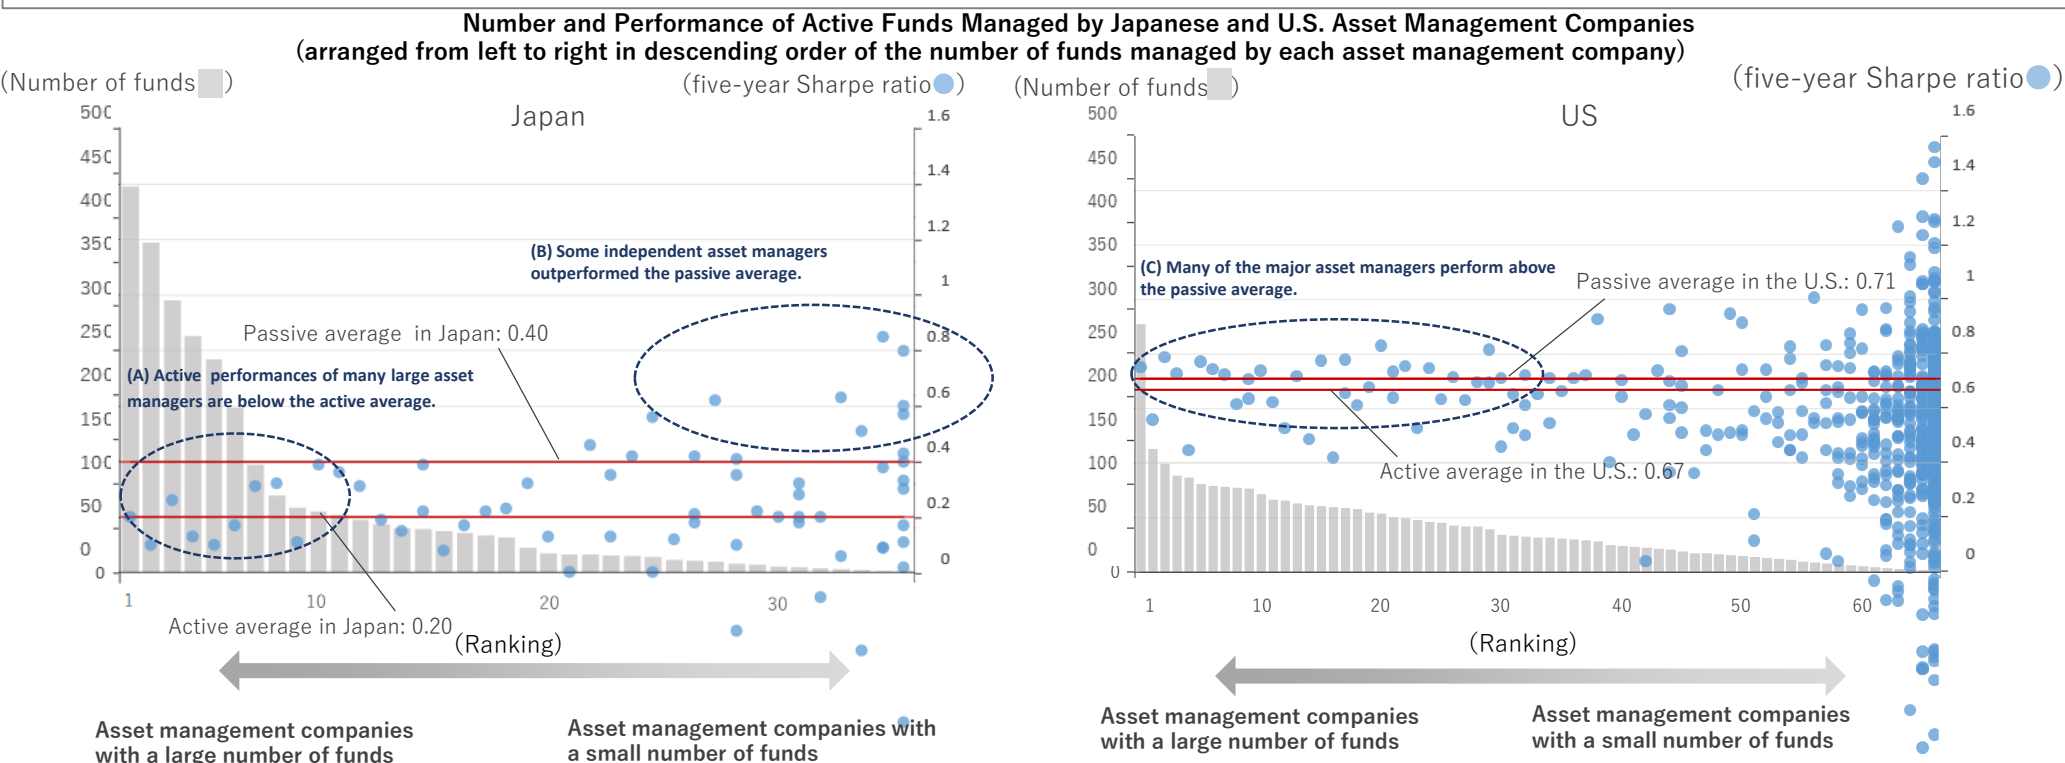 Number and Performance of Active Funds Managed by Japanese and U.S. Asset Management Companies
(arranged from left to right in descending order of the number of funds managed by each asset management company)
(Number of funds )
(five-year Sharpe ratio )
Japan
500
450
400
350
300
250
200
150
100
50
0
0
1.6
1.4
1.2
1
0.8
0.6
0.4
0.2
0
(B) Some independent asset managers
outperformed the passive average.
Passive average in Japan: 0.40
(A) Active performances of many large asset
managers are below the active average.
1
10
20
30
Active average in Japan: 0.20
(Ranking)
Asset management companies
with a large number of funds
Asset management companies with
a small number of funds
(Number of funds )
(five-year Sharpe ratio )
US
500
450
400
350
300
250
200
150
100
50
0
0
1.6
1.4
1.2
1
0.8
0.6
0.4
0.2
0
(C) Many of the major asset managers perform above
the passive average.
Passive average in the U.S.: 0.71
Active average in the U.S.: 0.67
1
10
20
30
40
50
60
(Ranking)
Asset management companies
with a large number of funds
Asset management companies
with a small number of funds